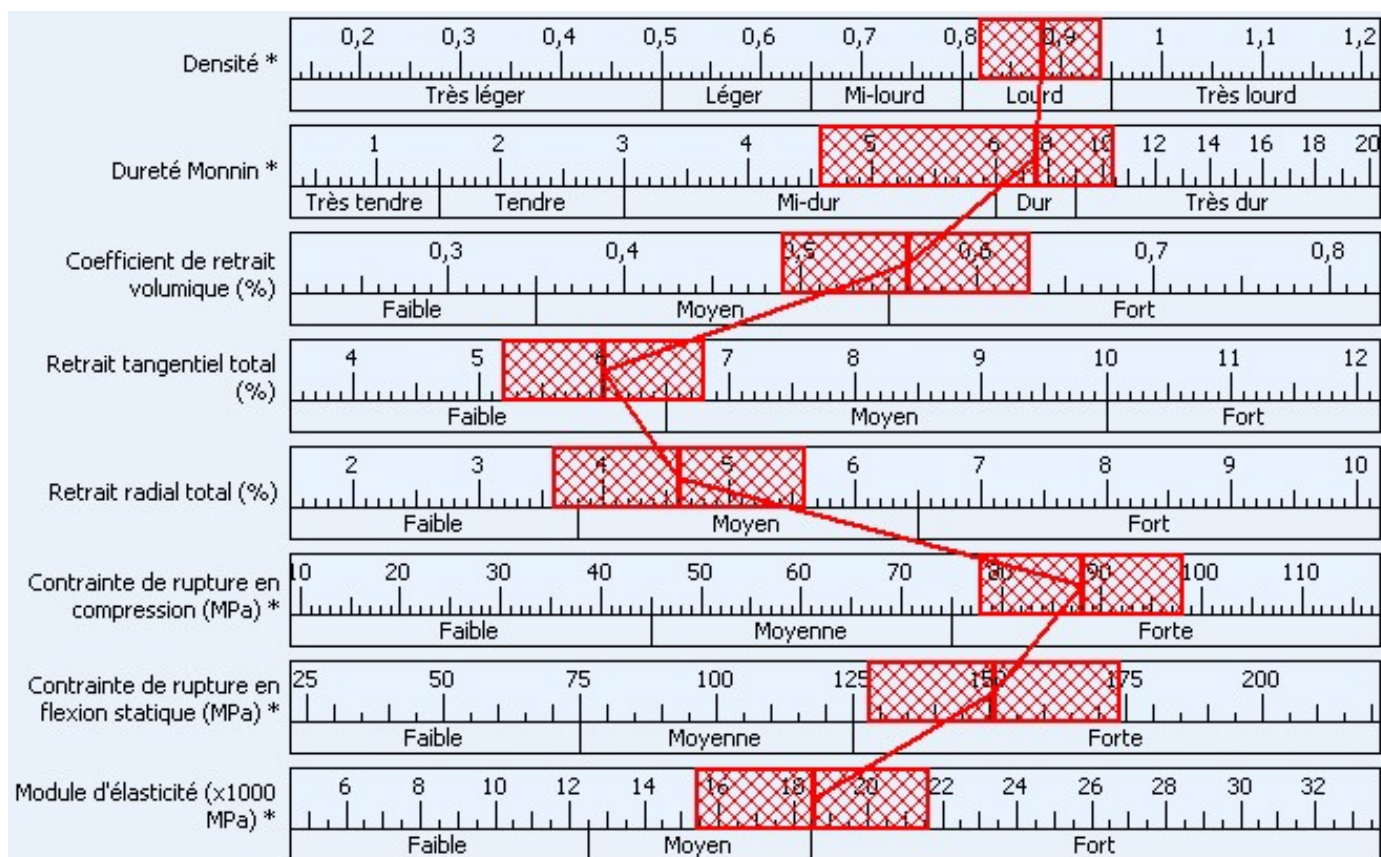 0,2 0,3 0,4 0,5 0,6 0,7 0,8 0,9 1 1,1 1,2
Densité *
Très léger Léger Mi-lourd Lourd Très lourd
1 2 3 4 5 6 8 10 12 14 16 18 20
Dureté Monnin *
Très tendre Tendre Mi-dur Dur Très dur
0,3 0,4 0,5 0,6 0,7 0,8
Coefficient de retrait
volumique (%)
Faible Moyen Fort
4 5 6 7 8 9 10 11 12
Retrait tangentiel total
(%)
Faible Moyen Fort
2 3 4 5 6 7 8 9 10
Retrait radial total (%)
Faible Moyen Fort
10 20 30 40 50 60 70 80 90 100 110
Contrainte de rupture en
compression (MPa) *
Faible Moyenne Forte
25 50 75 100 125 150 175 200
Contrainte de rupture en
flexion statique (MPa) *
Faible Moyenne Forte
6 8 10 12 14 16 18 20 22 24 26 28 30 32
Module d'élasticité (x1000
MPa) *
Faible Moyen Fort